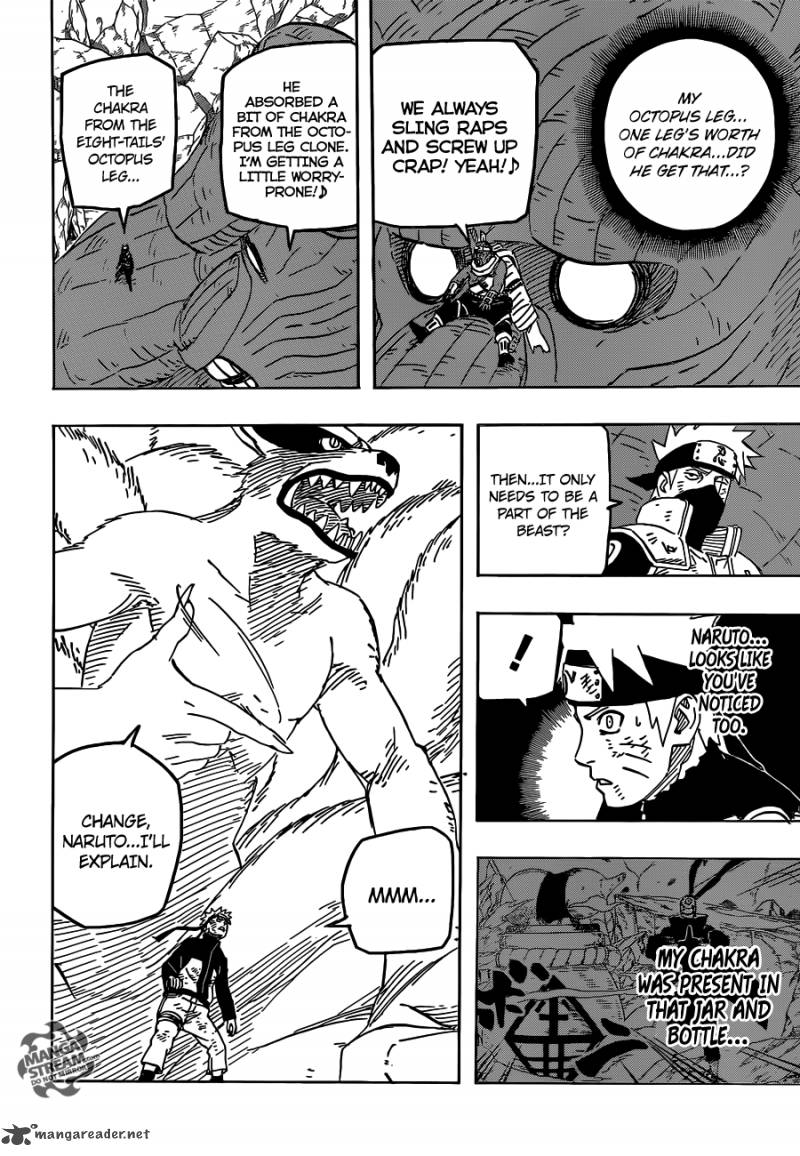 MY
OCTOPUS LEG...
ONE LEG'S WORTH
OF CHAKRA...DID
HE GET THAT...?
WE ALWAYS
SLING RAPS
AND SCREW UP
CRAP! YEAH!♪
HE
ABSORBED A
BIT OF CHAKRA
FROM THE OCTO-
PUS LEG CLONE.
I'M GETTING A
LITTLE WORRY-
PRONE!♪
THE
CHAKRA
FROM THE
EIGHT-TAILS'
OCTOPUS
LEG...
THEN...IT ONLY
NEEDS TO BE A
PART OF THE
BEAST?
NARUTO...
LOOKS LIKE
YOU'VE
NOTICED
TOO.
!
MY CHAKRA
WAS PRESENT IN
THAT JAR AND
BOTTLE...
MMM...
CHANGE,
NARUTO...I'LL
EXPLAIN.
MANGA
STREAM.com
DO NOT MIRROR
mangareader.net